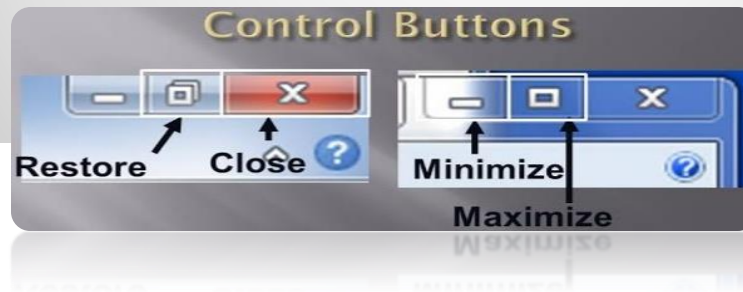 Control Buttons
Restore
Close
Minimize
Maximize